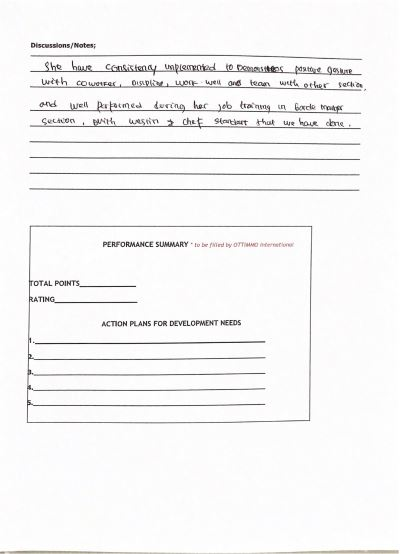 Discussions/Notes;
She have consistency implemented to Demonstres positive gesture
with coworker, Discipline, work well and team with other section,
and well performed during her job training in Garde manger
section, with westin & chef standart that we have done.
PERFORMANCE SUMMARY * to be filled by OTTIMMO International
TOTAL POINTS
RATING
ACTION PLANS FOR DEVELOPMENT NEEDS
1.
2.
3.
4.
5.